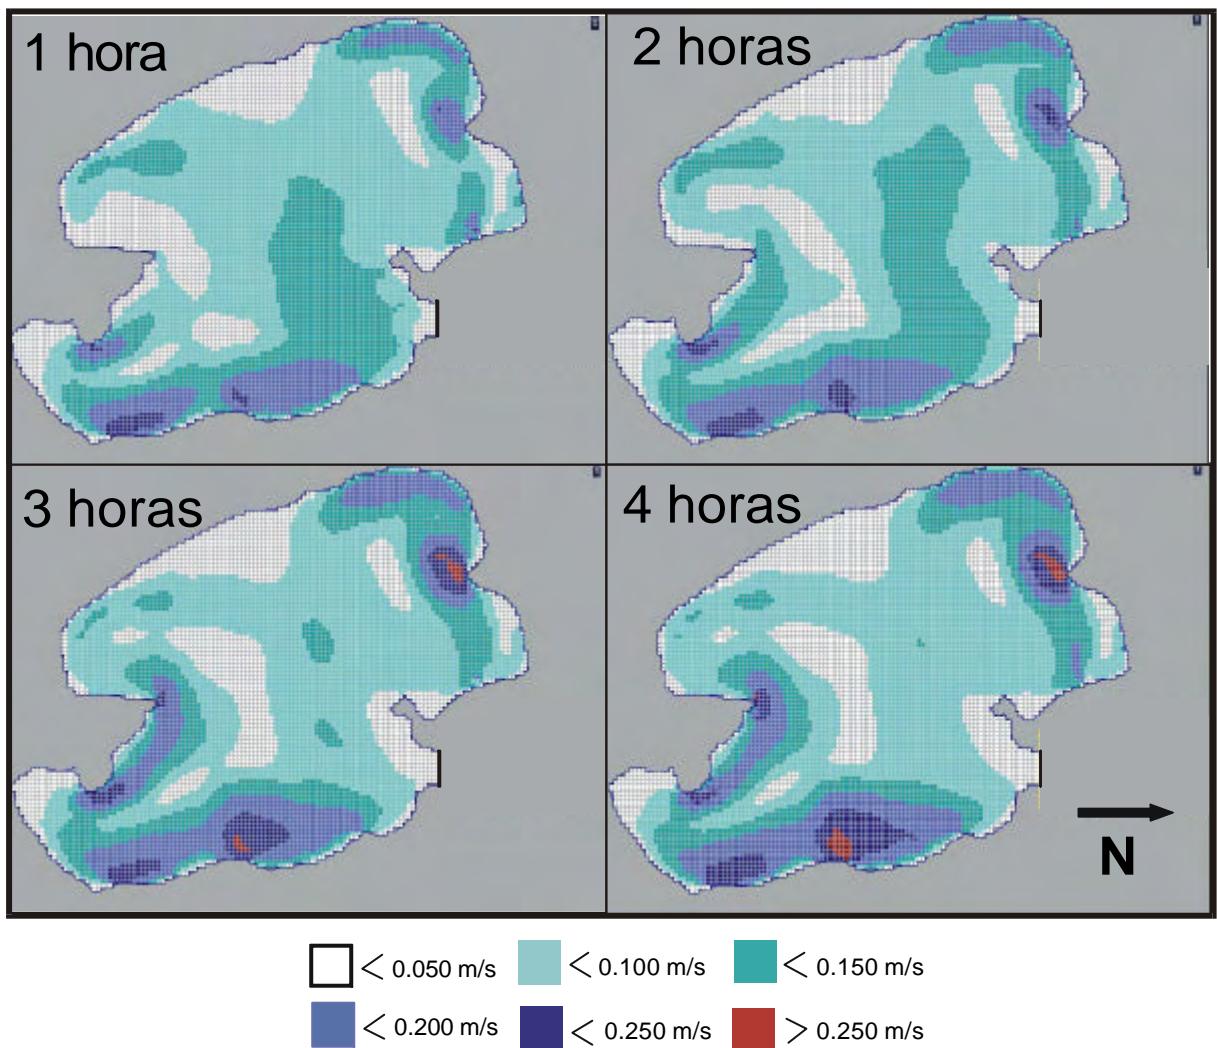 1 hora
2 horas
3 horas
4 horas
N
< 0.050 m/s
< 0.100 m/s
< 0.150 m/s
< 0.200 m/s
< 0.250 m/s
> 0.250 m/s